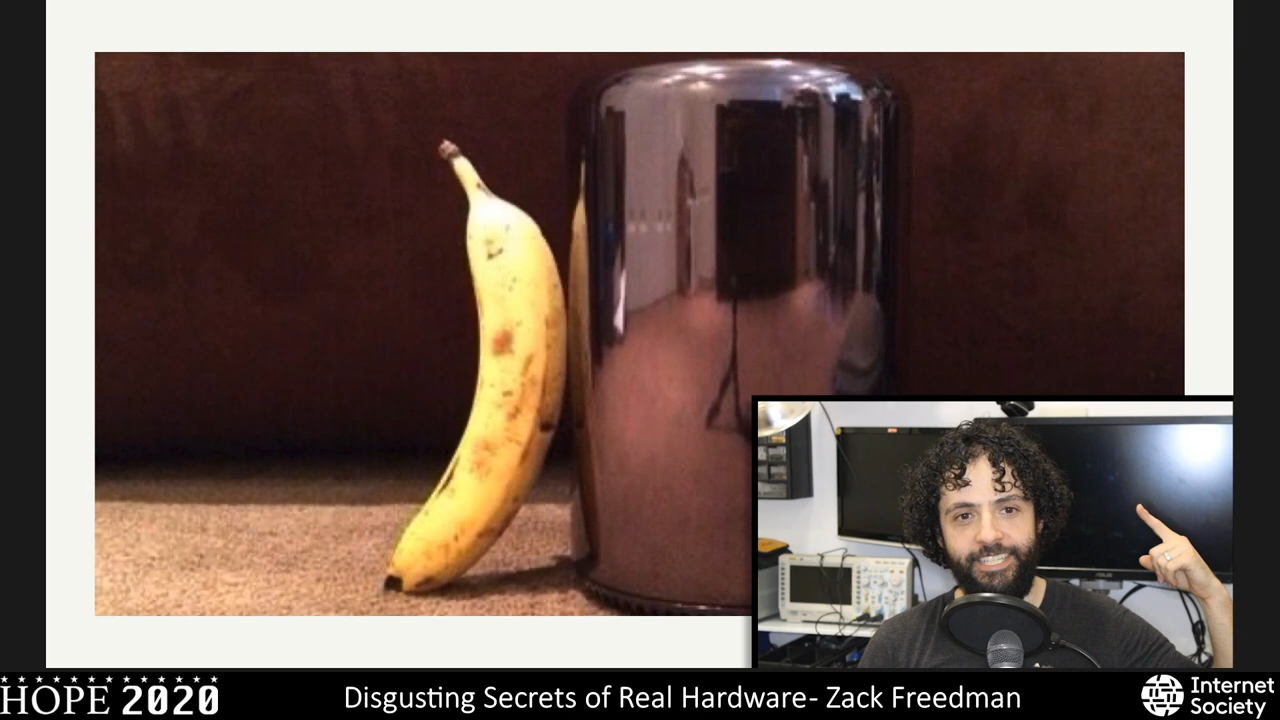 HOPE 2020
Disgusting Secrets of Real Hardware- Zack Freedman
Internet
Society